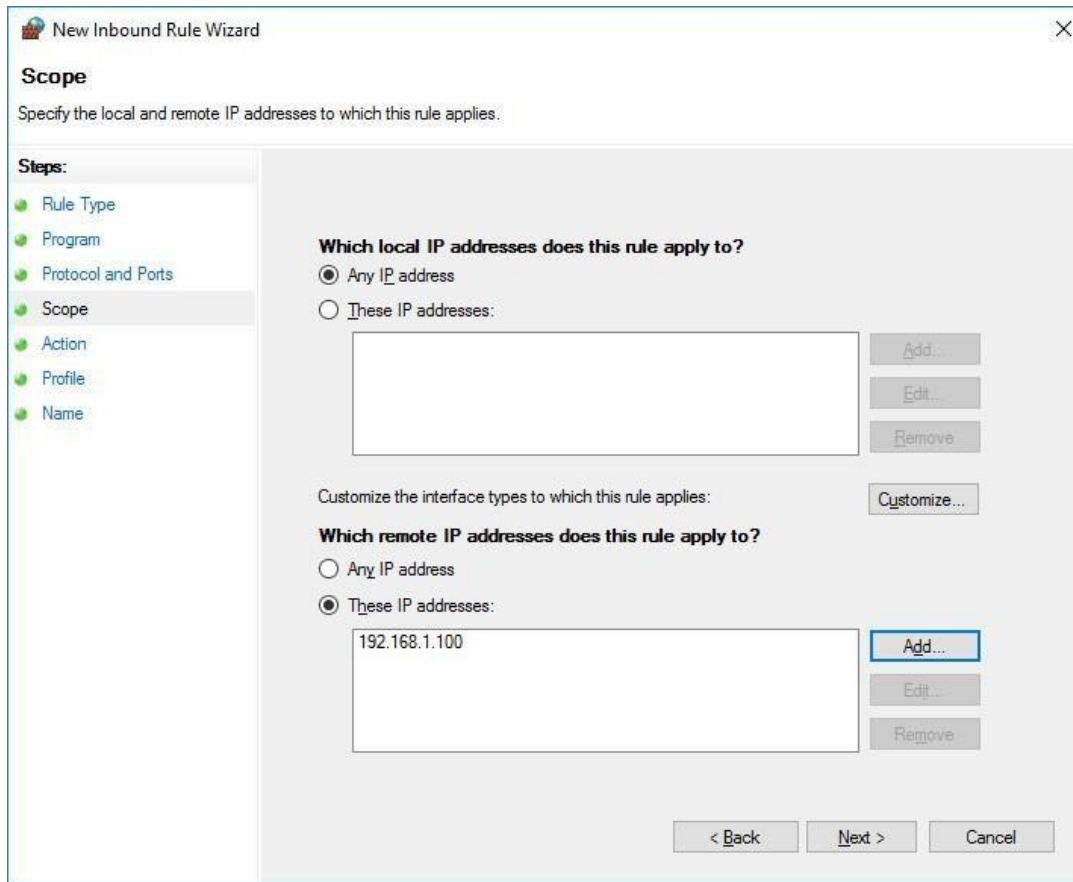 New Inbound Rule Wizard
Scope
Specify the local and remote IP addresses to which this rule applies.
Steps:
Rule Type
Program
Protocol and Ports
Scope
Action
Profile
Name
Which local IP addresses does this rule apply to?
Any IP address
These IP addresses:
Add...
Edit...
Remove
Customize the interface types to which this rule applies:
Customize...
Which remote IP addresses does this rule apply to?
Any IP address
These IP addresses:
192.168.1.100
Add...
Edit...
Remove
< Back
Next >
Cancel